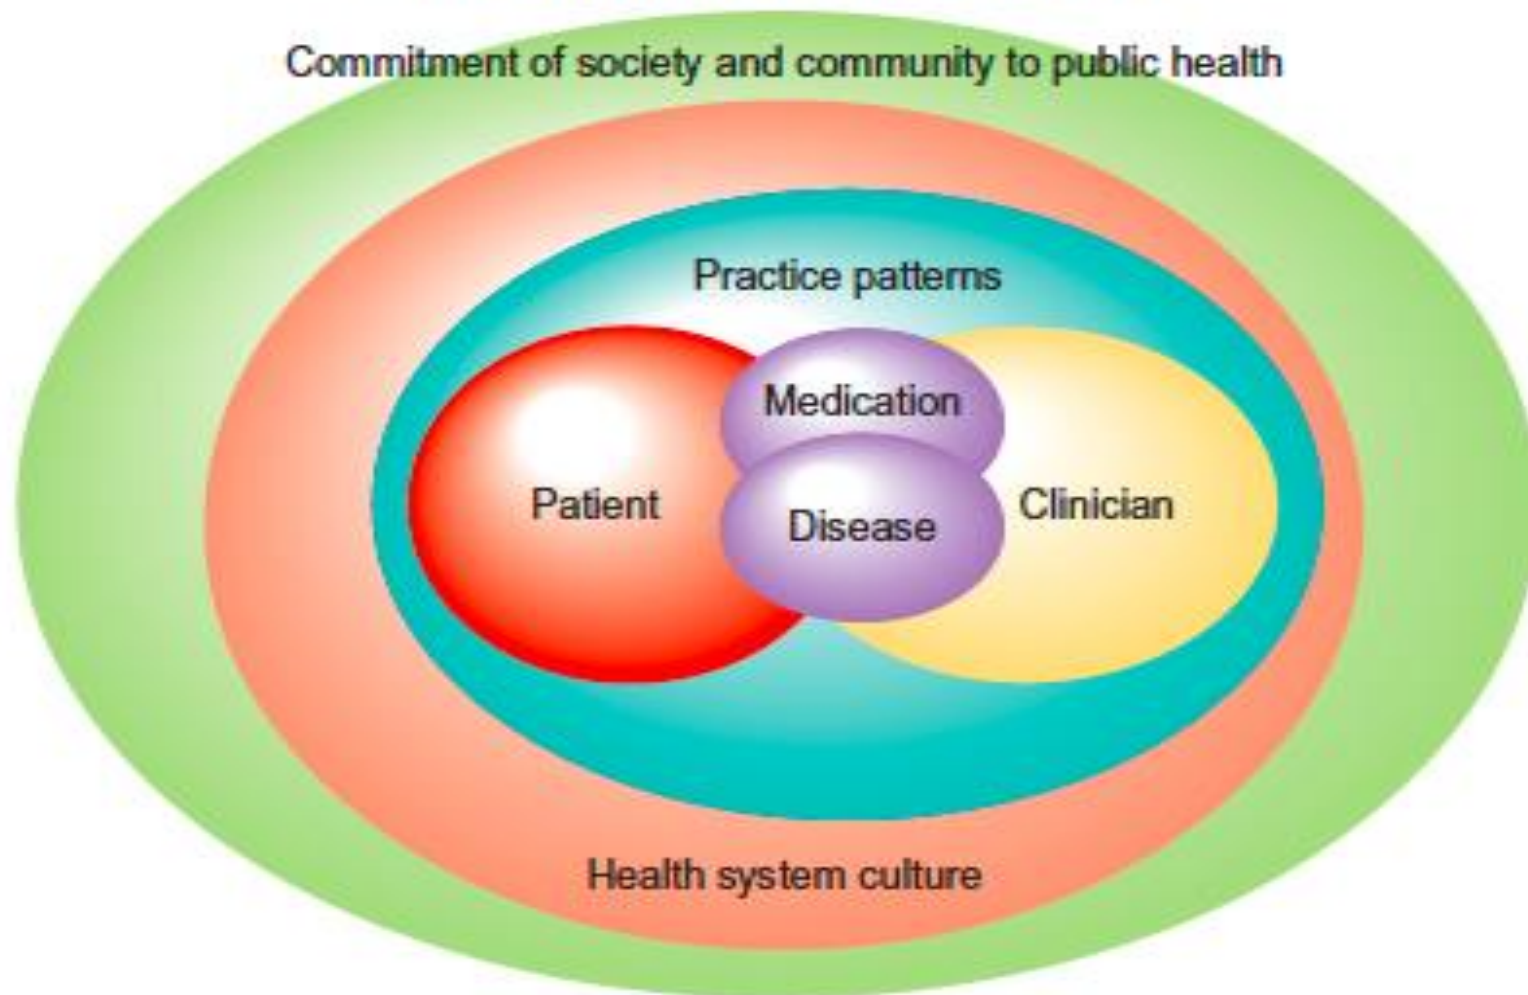 Commitment of society and community to public health
Practice patterns
Medication
Patient
Disease
Clinician
Health system culture